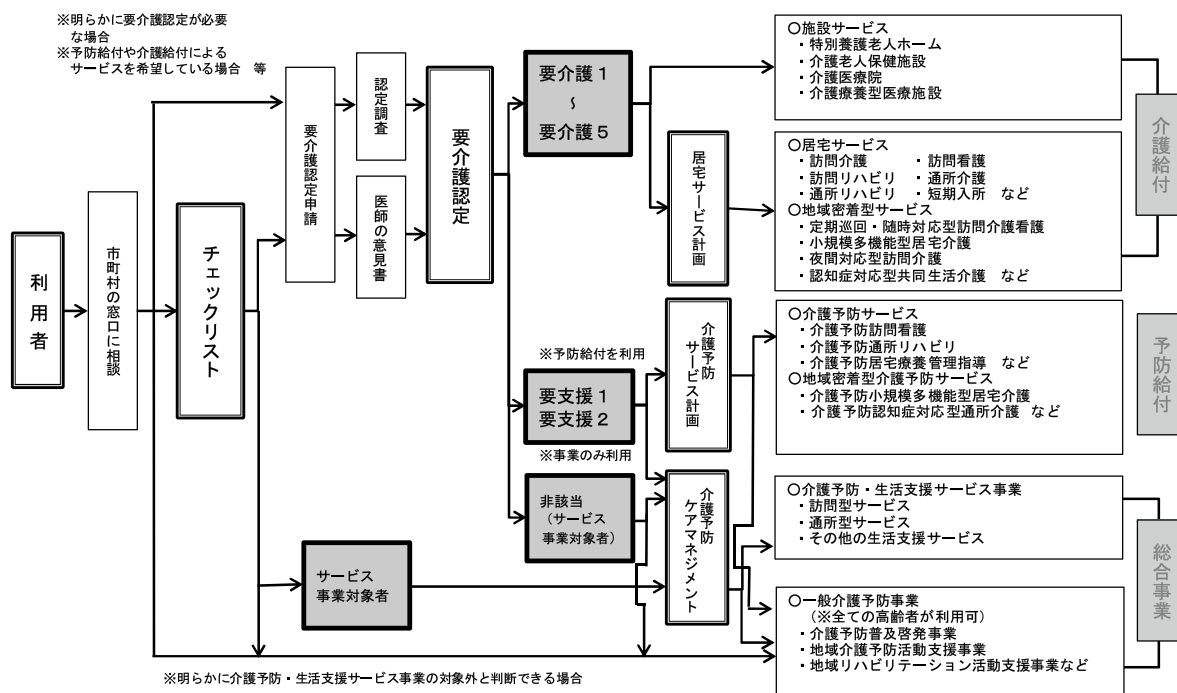 ※明らかに要介護認定が必要
な場合
※予防給付や介護給付による
サービスを希望している場合　等
利用者
市町村の窓口に相談
チェックリスト
要介護認定申請
認定調査
医師の意見書
要介護認定
要介護１
～
要介護５
※予防給付を利用
要支援１
要支援２
※事業のみ利用
非該当
（サービス
事業対象者）
サービス
事業対象者
居宅サービス計画
介護予防
サービス計画
介護予防
ケアマネジメント
○施設サービス
・特別養護老人ホーム
・介護老人保健施設
・介護医療院
・介護療養型医療施設
○居宅サービス
・訪問介護　・訪問看護
・訪問リハビリ　・通所介護
・通所リハビリ　・短期入所　など
○地域密着型サービス
・定期巡回・随時対応型訪問介護看護
・小規模多機能型居宅介護
・夜間対応型訪問介護
・認知症対応型共同生活介護　など
介護給付
○介護予防サービス
・介護予防訪問看護
・介護予防通所リハビリ
・介護予防居宅療養管理指導　など
○地域密着型介護予防サービス
・介護予防小規模多機能型居宅介護
・介護予防認知症対応型通所介護　など
予防給付
○介護予防・生活支援サービス事業
・訪問型サービス
・通所型サービス
・その他の生活支援サービス
○一般介護予防事業
（※全ての高齢者が利用可）
・介護予防普及啓発事業
・地域介護予防活動支援事業
・地域リハビリテーション活動支援事業など
総合事業
※明らかに介護予防・生活支援サービス事業の対象外と判断できる場合